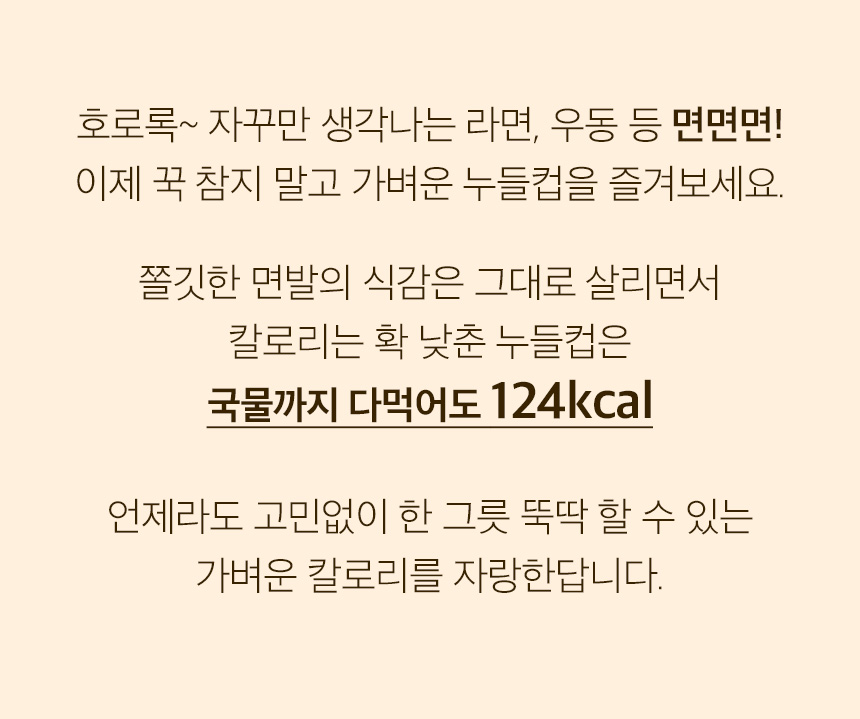 호로록~ 자꾸만 생각나는 라면, 우동 등 면면면!
이제 꾹 참지 말고 가벼운 누들컵을 즐겨보세요.
쫄깃한 면발의 식감은 그대로 살리면서
칼로리는 확 낮춘 누들컵은
국물까지 다먹어도 124kcal
언제라도 고민없이 한 그릇 뚝딱 할 수 있는
가벼운 칼로리를 자랑한답니다.